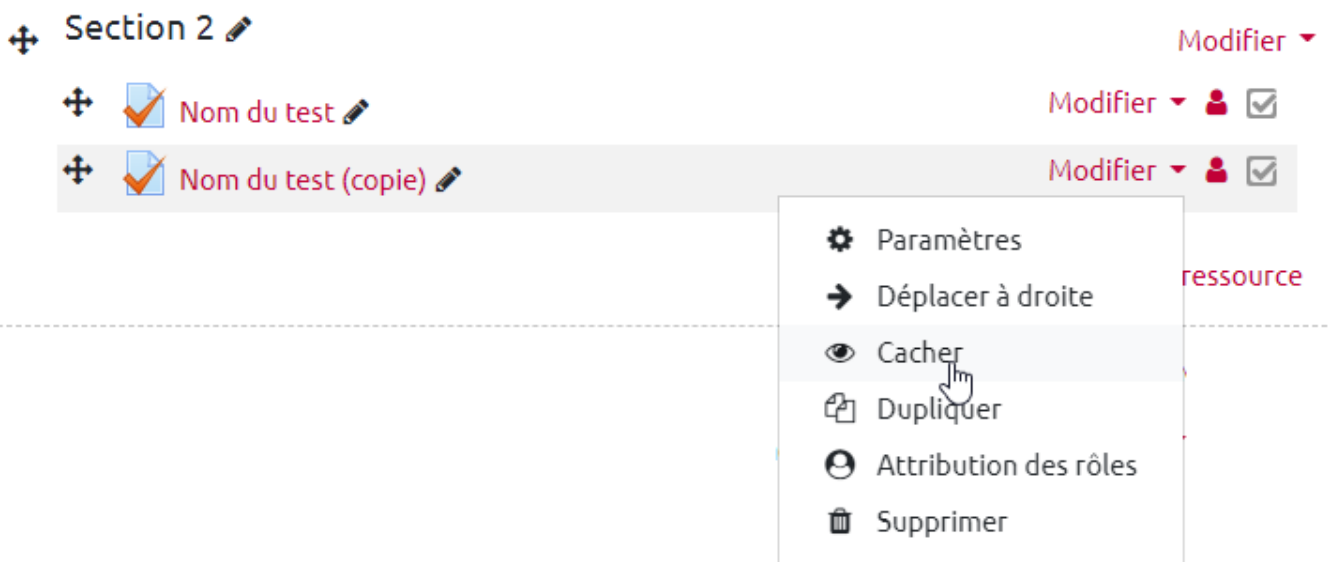 Section 2
Modifier
Nom du test
Modifier
Nom du test (copie)
Modifier
Paramètres
ressource
Déplacer à droite
Cacher
Dupliquer
Attribution des rôles
Supprimer